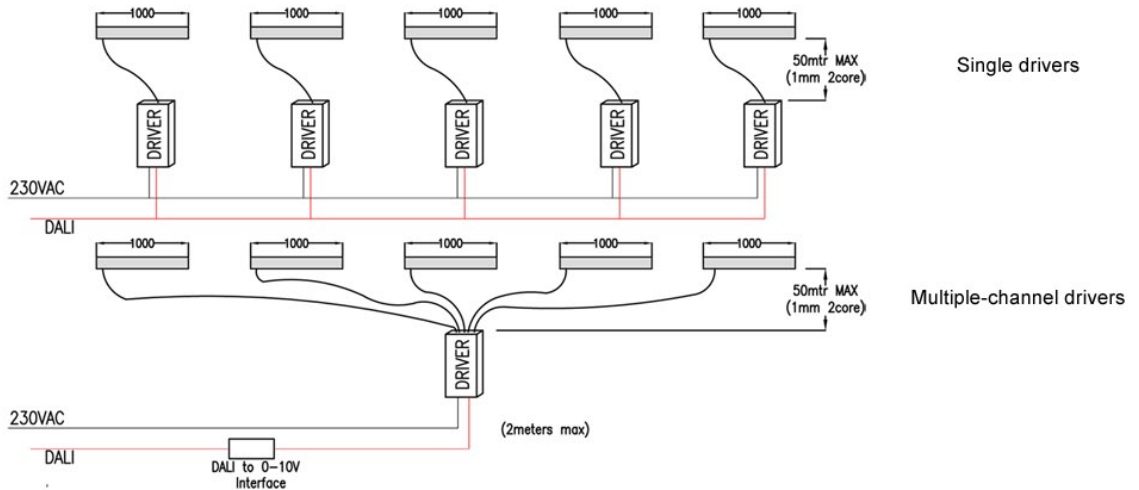 1000 1000 1000 1000 1000
50mtr MAX
(1mm 2core)
Single drivers
DRIVER DRIVER DRIVER DRIVER DRIVER
230VAC
DALI
1000 1000 1000 1000 1000
50mtr MAX
(1mm 2core)
Multiple-channel drivers
DRIVER
230VAC
(2meters max)
DALI
DALI to 0-10V
Interface